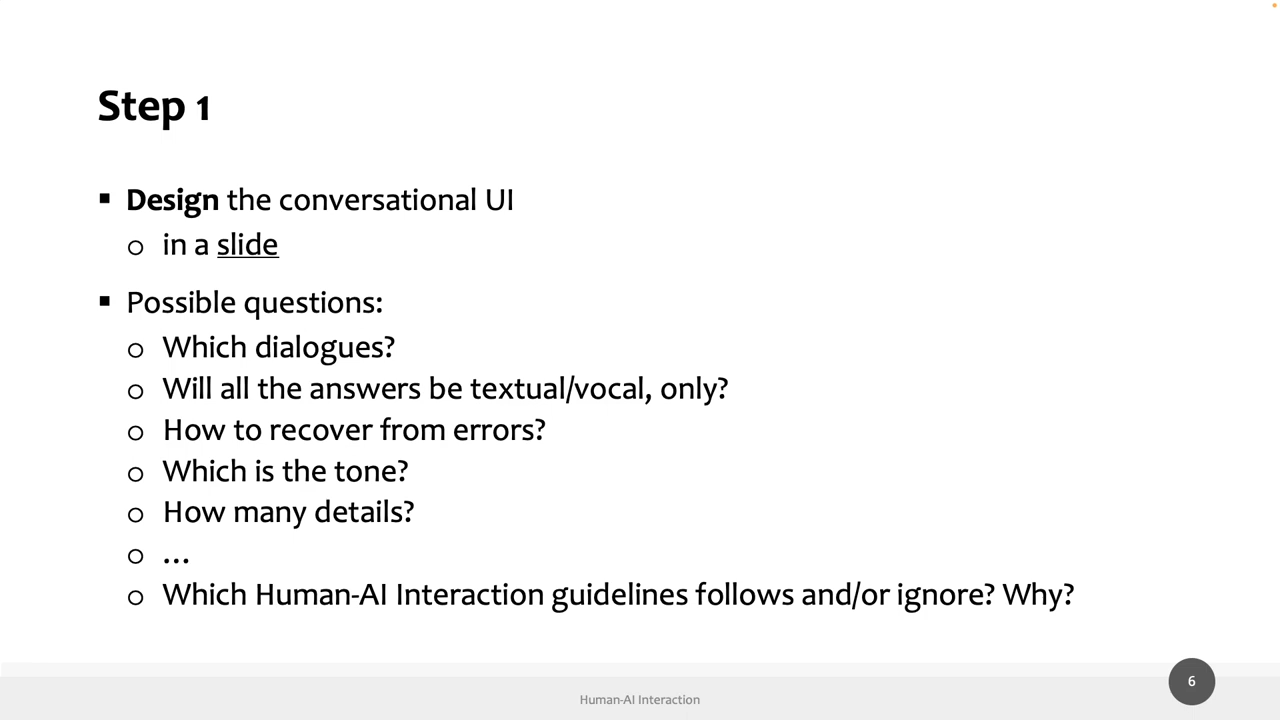 Step 1
▪ Design the conversational UI
o in a slide
▪ Possible questions:
o Which dialogues?
o Will all the answers be textual/vocal, only?
o How to recover from errors?
o Which is the tone?
o How many details?
o ...
o Which Human-AI Interaction guidelines follows and/or ignore? Why?
Human-AI Interaction
6